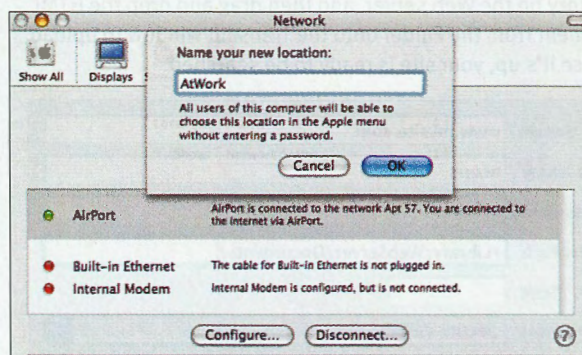 Network
Name your new location:
AtWork
All users of this computer will be able to
choose this location in the Apple menu
without entering a password.
Cancel OK
Show All Displays S
AirPort
AirPort is connected to the network Apt 57. You are connected to
the Internet via AirPort.
Built-in Ethernet The cable for Built-in Ethernet is not plugged in.
Internal Modem Internal Modem is configured, but is not connected.
Configure... Disconnect... ?